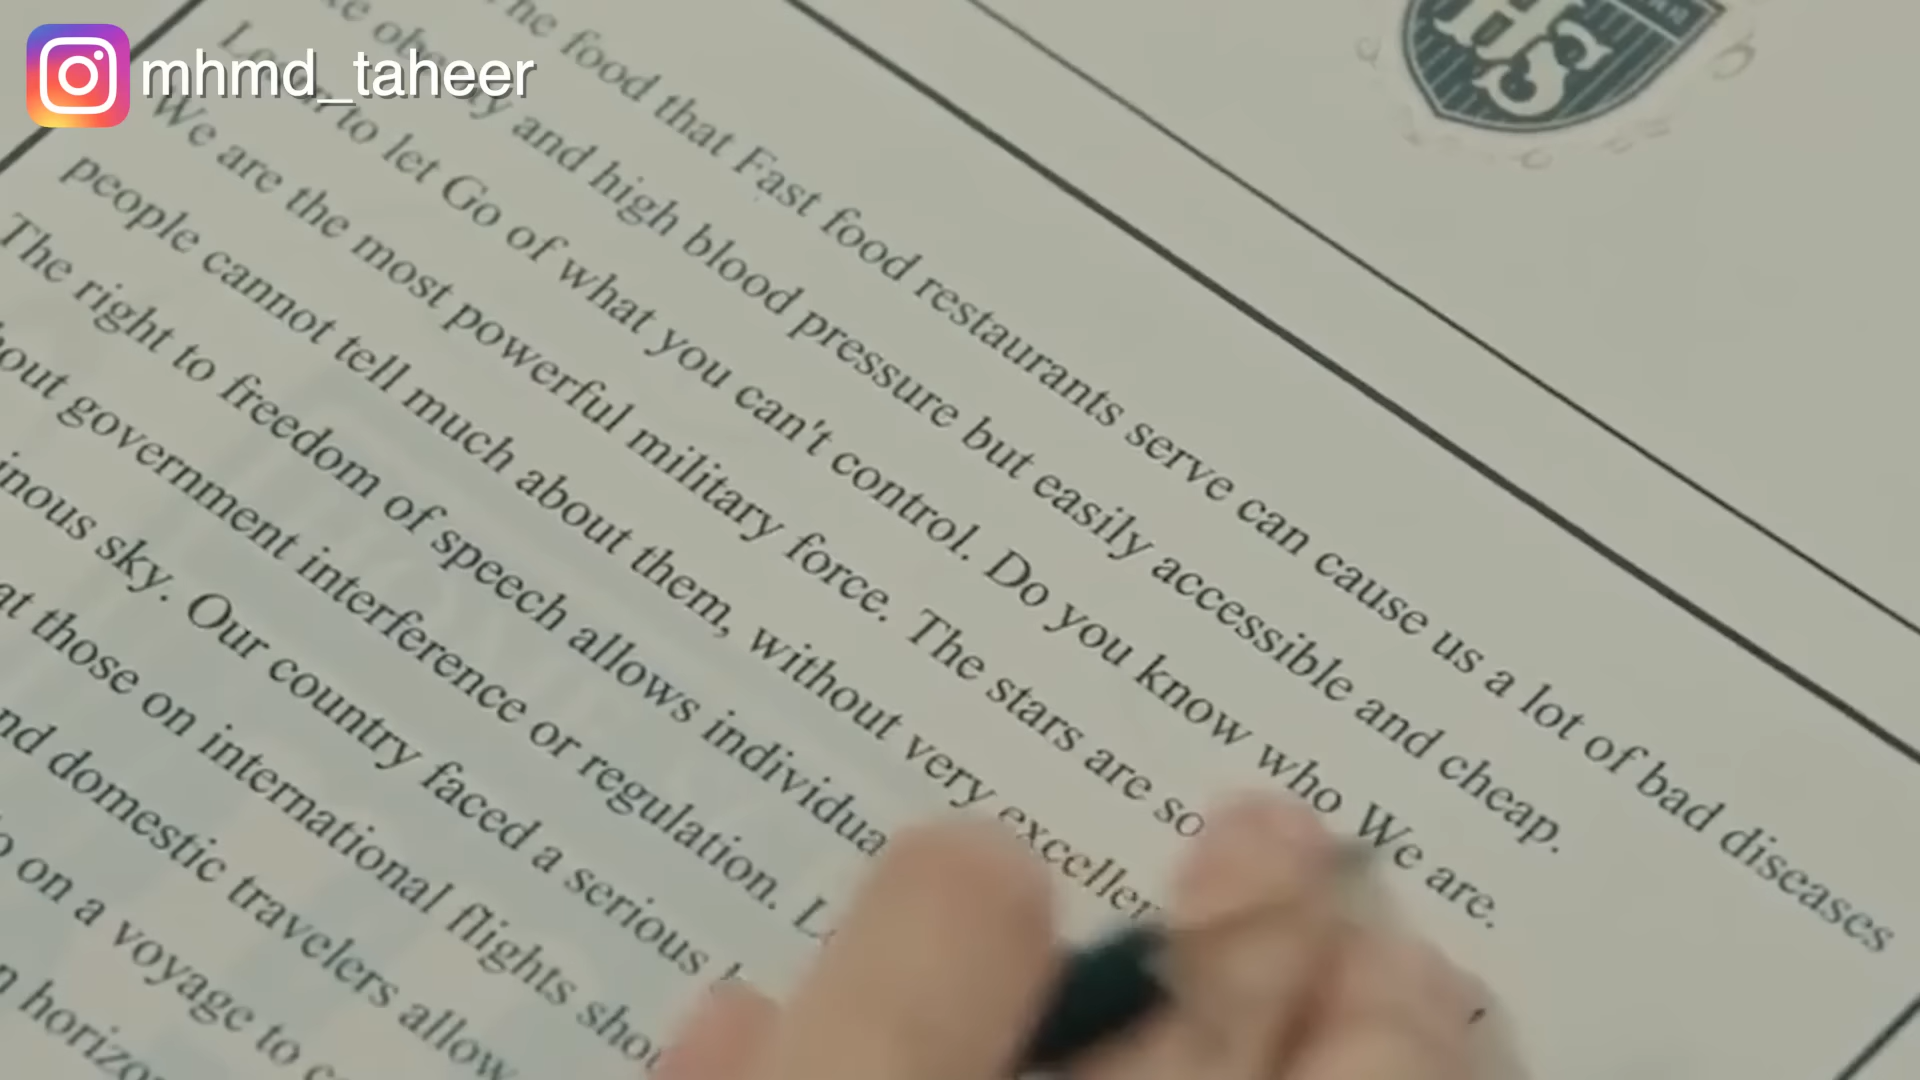 mhmd_taheer
HS
The food that Fast food restaurants serve can cause us a lot of bad diseases
and high blood pressure but easily accessible and cheap.
Learn to let Go of what you can't control. Do you know who We are.
We are the most powerful military force. The stars are so
people cannot tell much about them, without very
The right to freedom of speech allows
government interference or regulation.
sky. Our country faced a serious
those on international flights
domestic travelers allow
on a voyage to